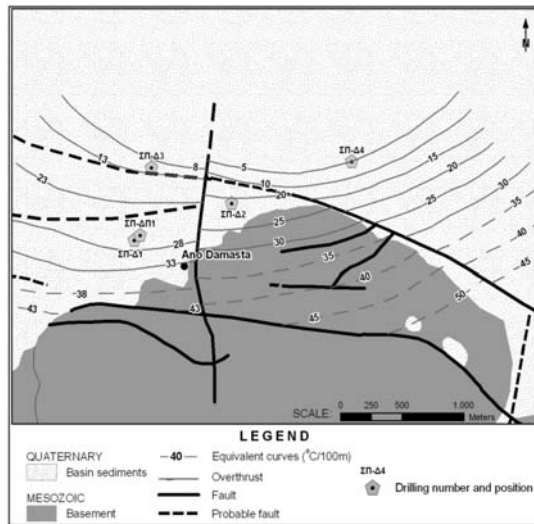 N
ΣΠ-Δ3
ΣΠ-Δ4
13
8
5
15
10
20
23
20
30
ΣΠ-Δ2
25
25
35
ΣΠ-ΔΠ1
28
30
40
ΣΠ-Δ1
Ano Damasta
35
33
45
40
38
50
43
43
45
SCALE:
0 250 500 1.000
Meters
LEGEND
QUATERNARY
Basin sediments
MESOZOIC
Basement
40 Equivalent curves (°C/100m)
Overthrust
Fault
Probable fault
ΣΠ-Δ4
Drilling number and position